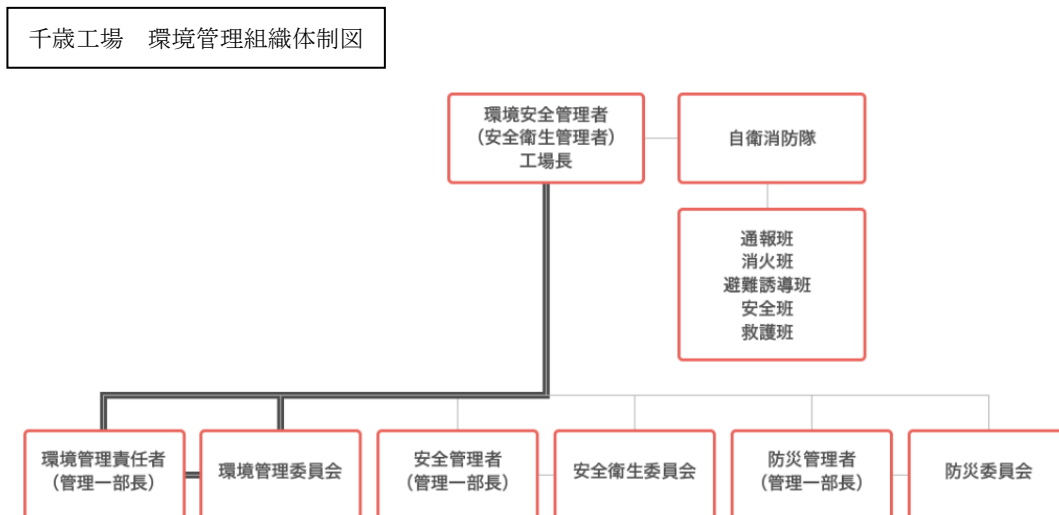 千歳工場　環境管理組織体制図
環境安全管理者
（安全衛生管理者）
工場長
自衛消防隊
通報班
消火班
避難誘導班
安全班
救護班
環境管理責任者
（管理一部長）
環境管理委員会
安全管理者
（管理一部長）
安全衛生委員会
防災管理者
（管理一部長）
防災委員会